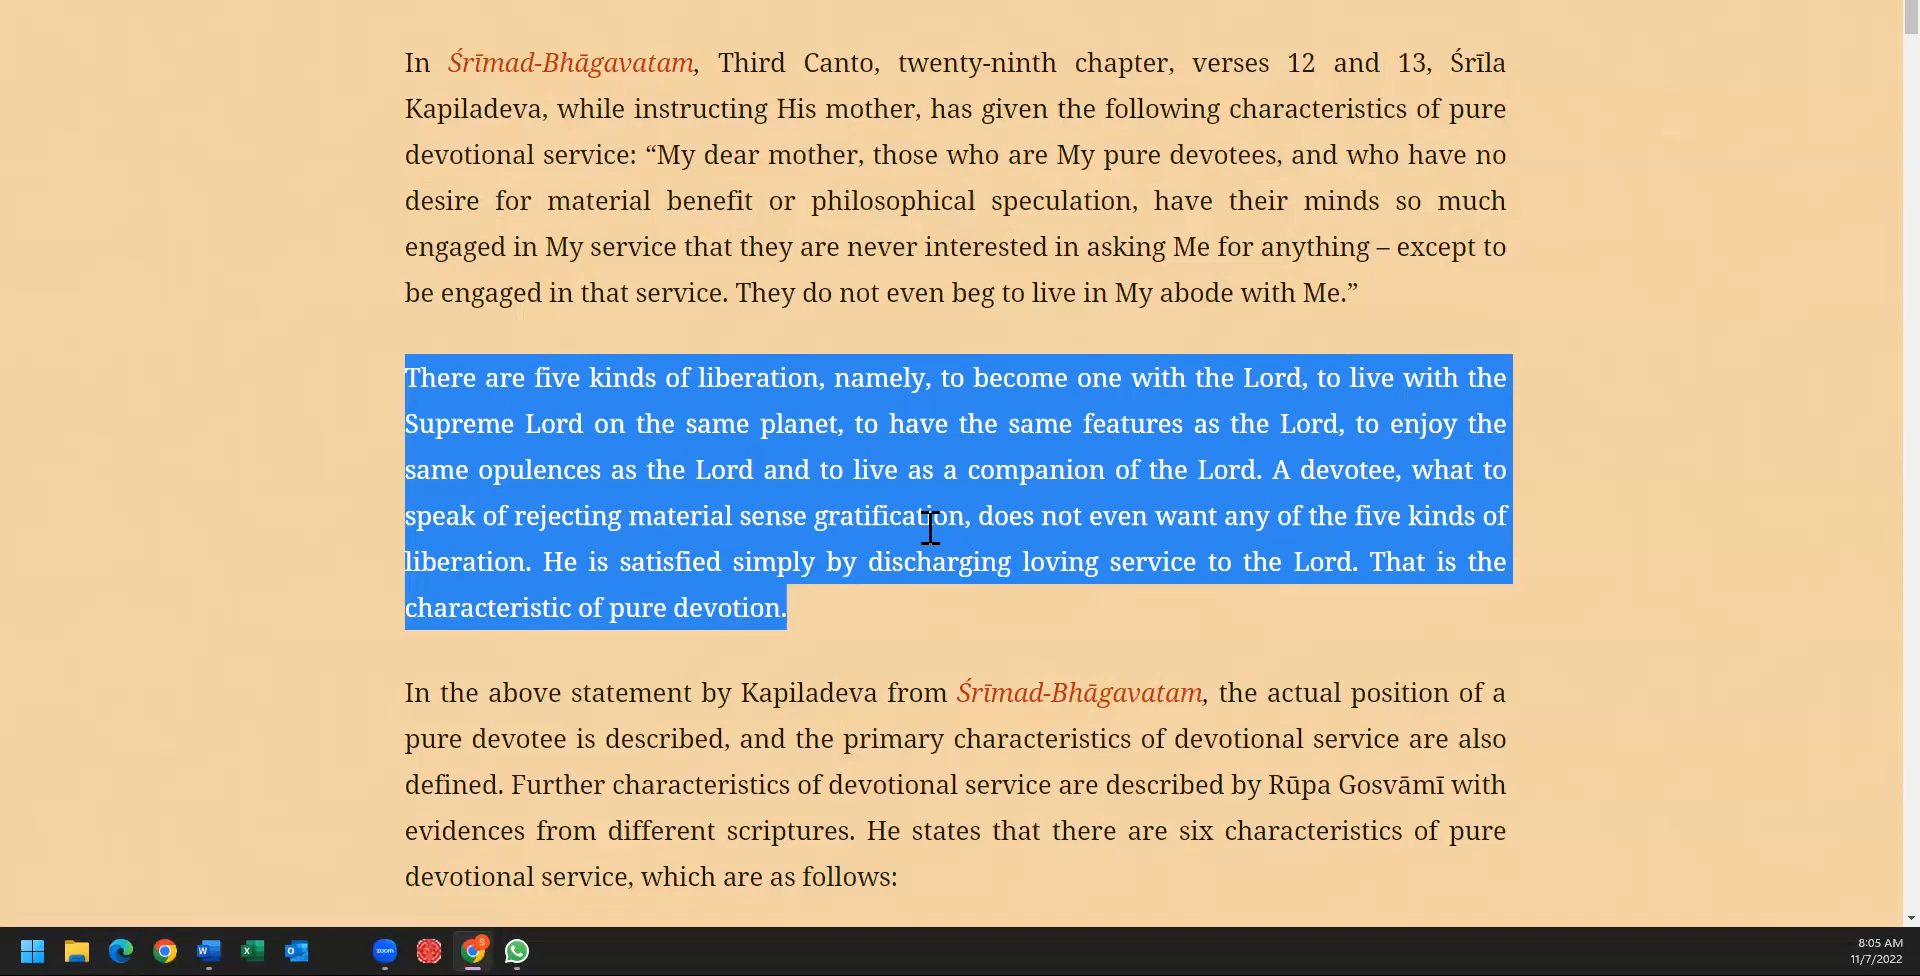 In Śrīmad-Bhāgavatam, Third Canto, twenty-ninth chapter, verses 12 and 13, Śrīla
Kapiladeva, while instructing His mother, has given the following characteristics of pure
devotional service: “My dear mother, those who are My pure devotees, and who have no
desire for material benefit or philosophical speculation, have their minds so much
engaged in My service that they are never interested in asking Me for anything – except to
be engaged in that service. They do not even beg to live in My abode with Me.”
There are five kinds of liberation, namely, to become one with the Lord, to live with the
Supreme Lord on the same planet, to have the same features as the Lord, to enjoy the
same opulences as the Lord and to live as a companion of the Lord. A devotee, what to
speak of rejecting material sense gratification, does not even want any of the five kinds of
liberation. He is satisfied simply by discharging loving service to the Lord. That is the
characteristic of pure devotion.
In the above statement by Kapiladeva from Śrīmad-Bhāgavatam, the actual position of a
pure devotee is described, and the primary characteristics of devotional service are also
defined. Further characteristics of devotional service are described by Rūpa Gosvāmī with
evidences from different scriptures. He states that there are six characteristics of pure
devotional service, which are as follows:
zoom
8:05 AM
11/7/2022